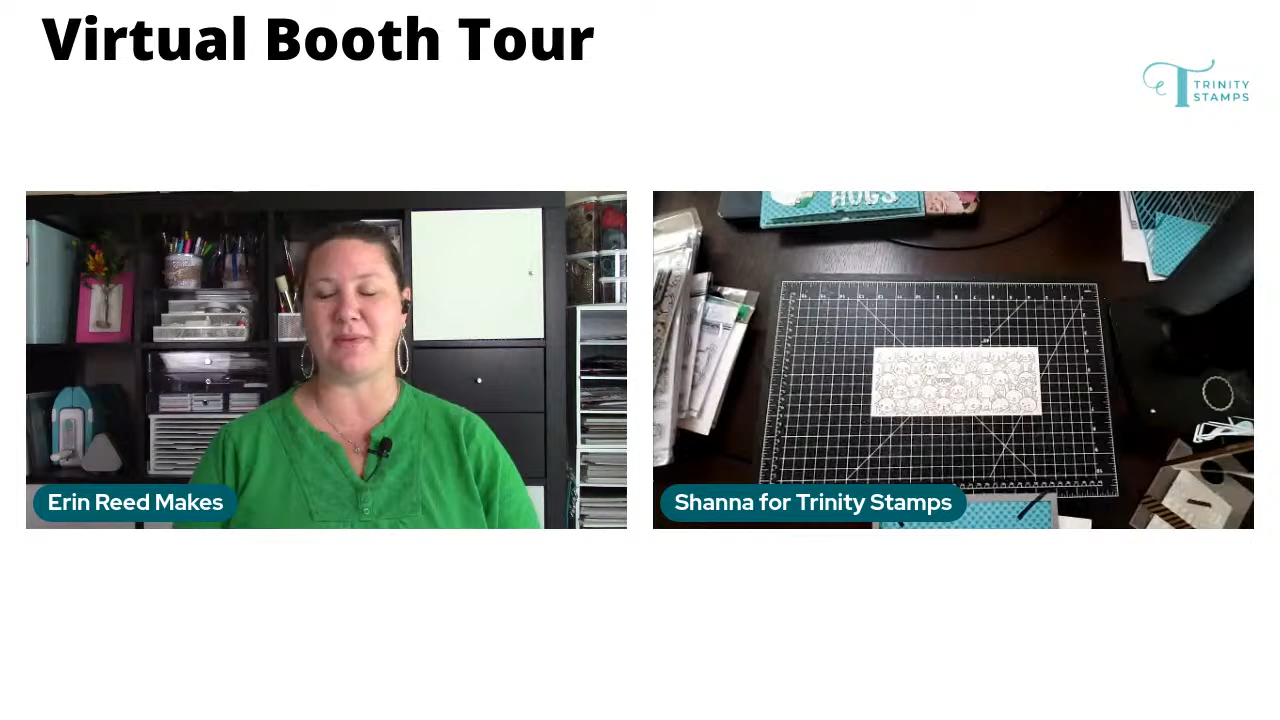 Virtual Booth Tour
TRINITY
STAMPS
HUGS
Erin Reed Makes
Shanna for Trinity Stamps